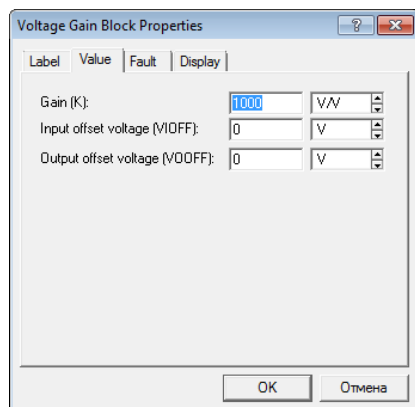 Voltage Gain Block Properties
Label Value Fault Display
Gain (K): 1000 V/V
Input offset voltage (VIOFF): 0 V
Output offset voltage (VOOFF): 0 V
OK Отмена